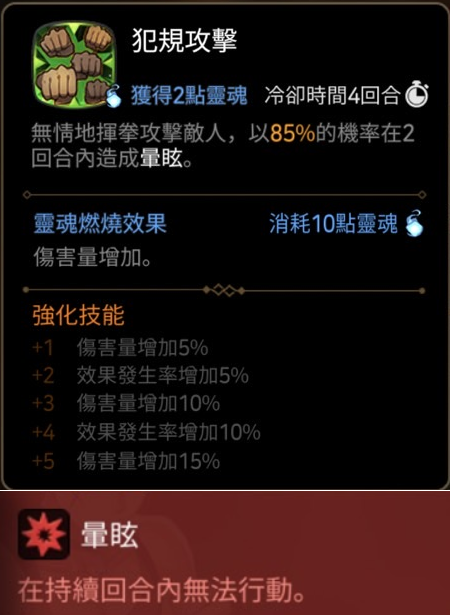 犯規攻擊
獲得2點靈魂 冷卻時間4回合
無情地揮拳攻擊敵人，以85%的機率在2
回合內造成暈眩。
靈魂燃燒效果 消耗10點靈魂
傷害量增加。
強化技能
+1 傷害量增加5%
+2 效果發生率增加5%
+3 傷害量增加10%
+4 效果發生率增加10%
+5 傷害量增加15%
暈眩
在持續回合內無法行動。